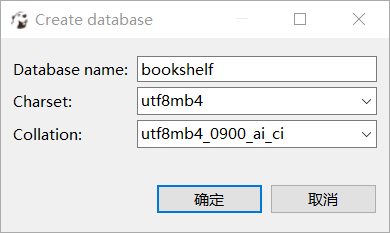 Create database
Database name: bookshelf
Charset: utf8mb4
Collation: utf8mb4_0900_ai_ci
确定 取消